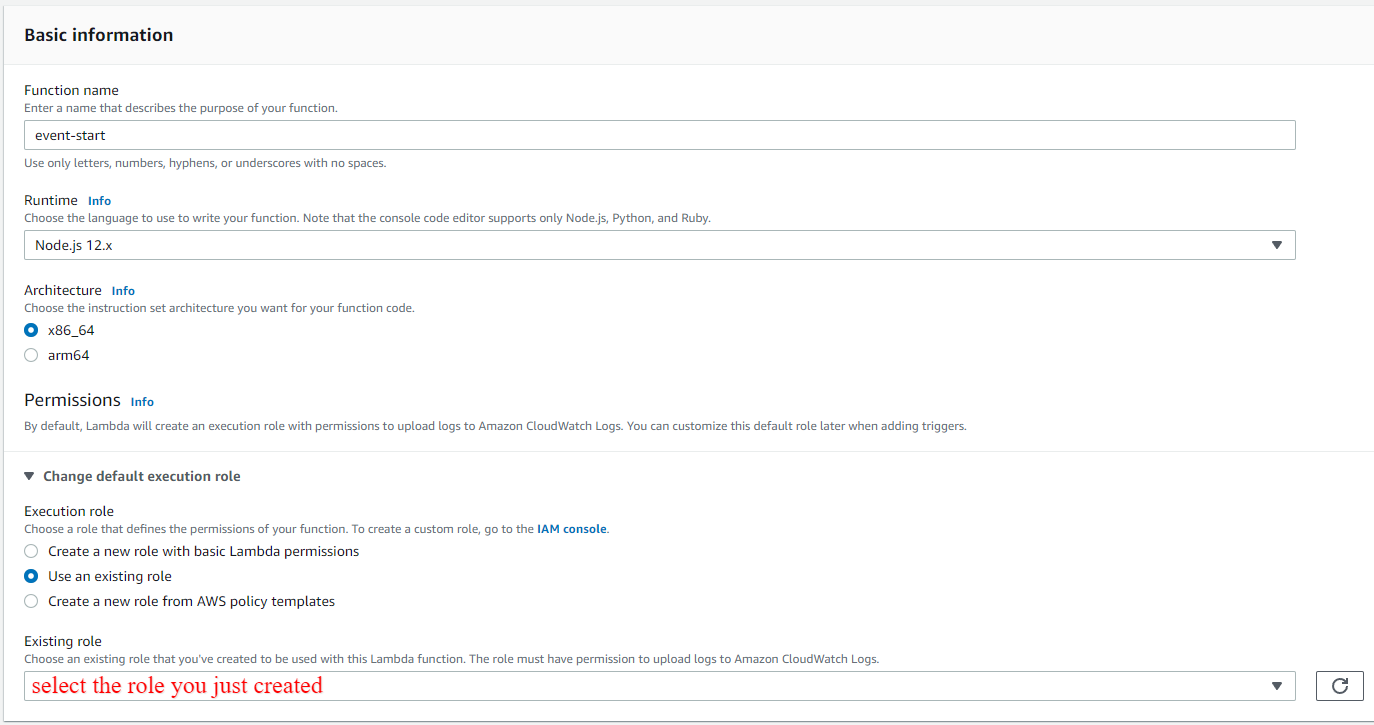 Basic information
Function name
Enter a name that describes the purpose of your function.
event-start
Use only letters, numbers, hyphens, or underscores with no spaces.
Runtime Info
Choose the language to use to write your function. Note that the console code editor supports only Node.js, Python, and Ruby.
Node.js 12.x
Architecture Info
Choose the instruction set architecture you want for your function code.
x86_64
arm64
Permissions Info
By default, Lambda will create an execution role with permissions to upload logs to Amazon CloudWatch Logs. You can customize this default role later when adding triggers.
Change default execution role
Execution role
Choose a role that defines the permissions of your function. To create a custom role, go to the IAM console.
Create a new role with basic Lambda permissions
Use an existing role
Create a new role from AWS policy templates
Existing role
Choose an existing role that you've created to be used with this Lambda function. The role must have permission to upload logs to Amazon CloudWatch Logs.
select the role you just created